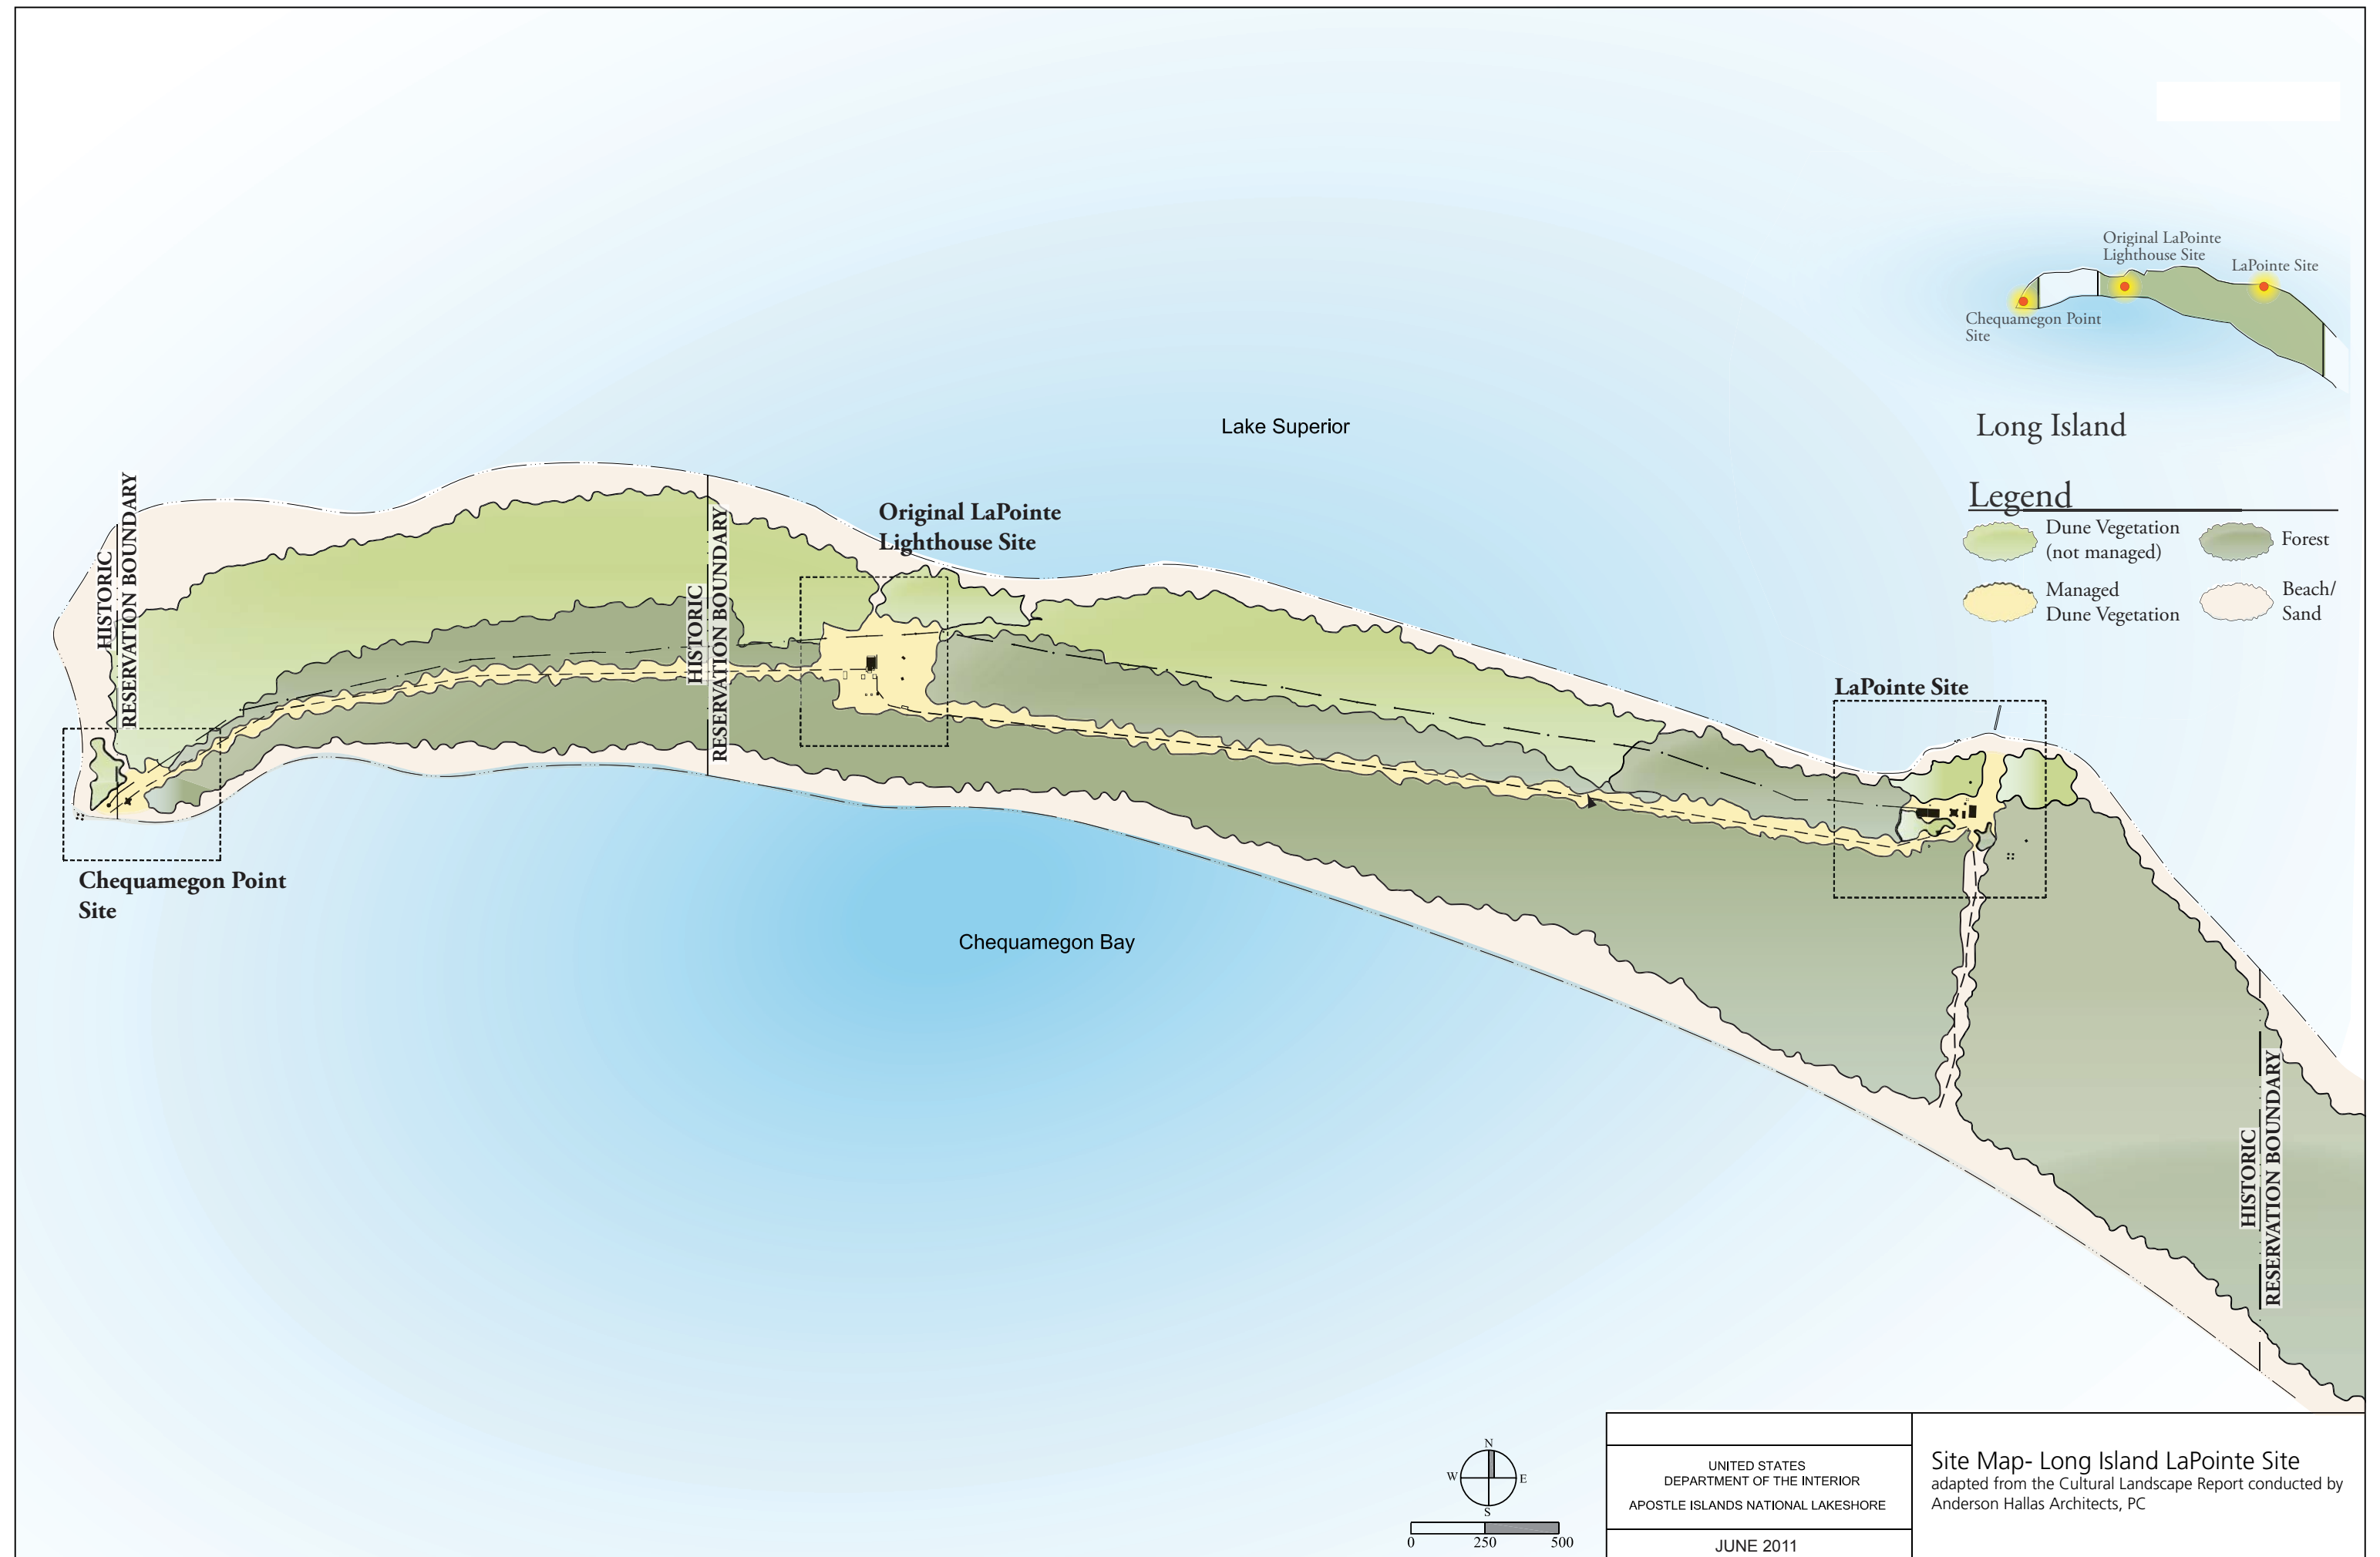 Original LaPointe
Lighthouse Site
LaPointe Site
Chequamegon Point
Site
Long Island
Lake Superior
Legend
Dune Vegetation
(not managed)
Forest
Managed
Dune Vegetation
Beach/
Sand
HISTORIC
RESERVATION BOUNDARY
HISTORIC
RESERVATION BOUNDARY
Original LaPointe
Lighthouse Site
LaPointe Site
Chequamegon Point
Site
Chequamegon Bay
HISTORIC
RESERVATION BOUNDARY
N
W E
S
0 250 500
UNITED STATES
DEPARTMENT OF THE INTERIOR
APOSTLE ISLANDS NATIONAL LAKESHORE
JUNE 2011
Site Map- Long Island LaPointe Site
adapted from the Cultural Landscape Report conducted by
Anderson Hallas Architects, PC